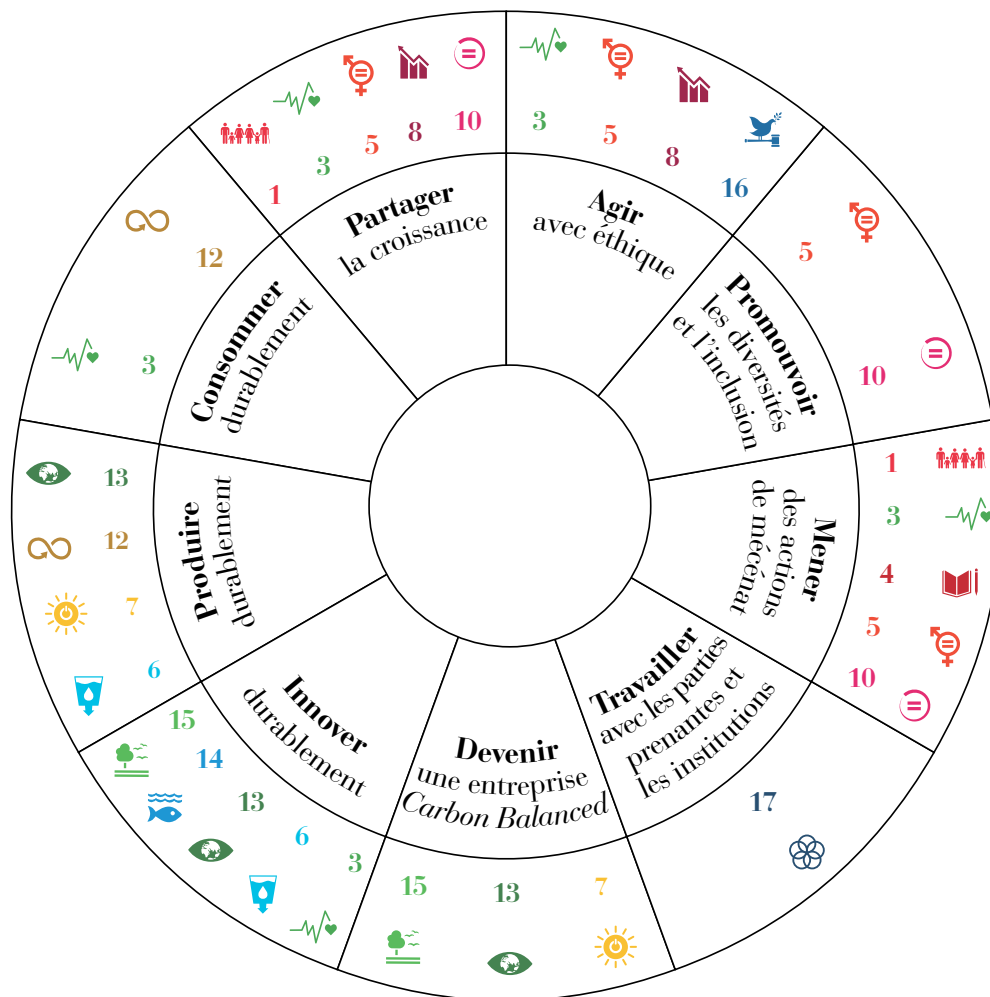 Agir
avec éthique
3
5
8
16
Promouvoir
les diversités
et l’inclusion
5
10
Mener
des actions
de mécénat
1
3
4
5
10
Travailler
avec les parties
prenantes et
les institutions
17
Devenir
une entreprise
Carbon Balanced
7
13
15
Innover
durablement
3
6
13
14
15
Produire
durablement
6
7
12
13
Consommer
durablement
3
12
Partager
la croissance
1
3
5
8
10